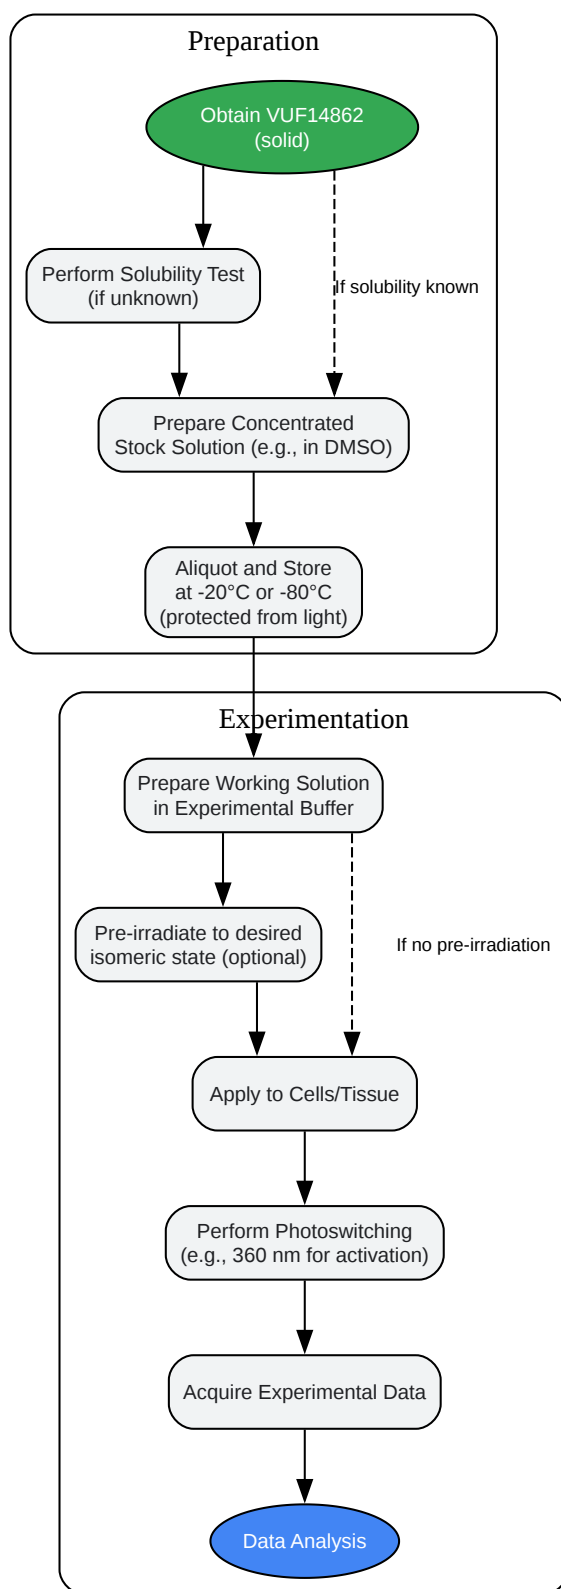 Preparation
Obtain VUF14862
(solid)
Perform Solubility Test
(if unknown)
If solubility known
Prepare Concentrated
Stock Solution (e.g., in DMSO)
Aliquot and Store
at -20°C or -80°C
(protected from light)
Experimentation
Prepare Working Solution
in Experimental Buffer
Pre-irradiate to desired
isomeric state (optional)
If no pre-irradiation
Apply to Cells/Tissue
Perform Photoswitching
(e.g., 360 nm for activation)
Acquire Experimental Data
Data Analysis